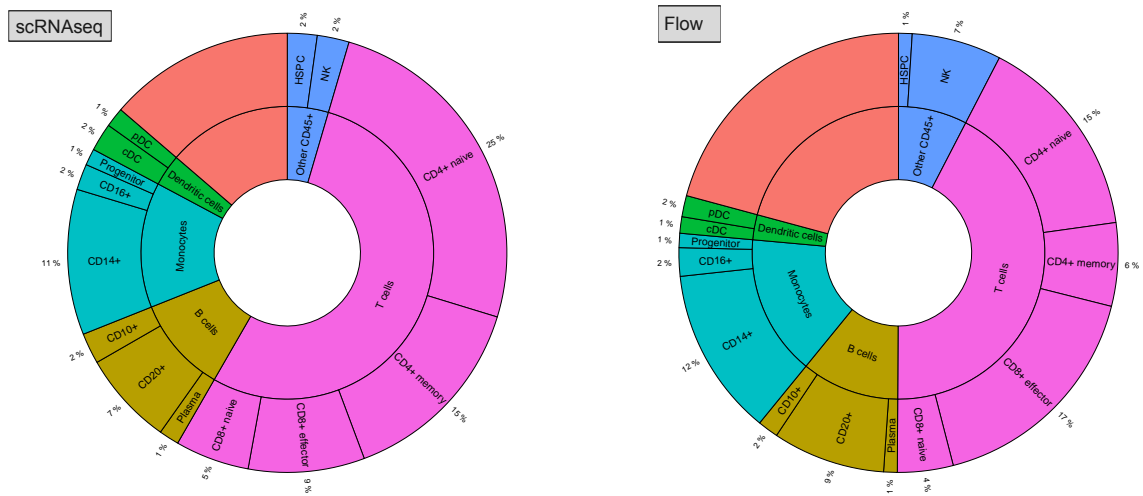 scRNAseq
2 %
HSPC
2 %
NK
Other CD45+
25 %
CD4+ naive
T cells
15 %
CD4+ memory
9 %
CD8+ effector
5 %
CD8+ naive
1 %
Plasma
7 %
CD20+
2 %
CD10+
B cells
11 %
CD14+
2 %
CD16+
1 %
Progenitor
Monocytes
2 %
cDC
1 %
pDC
Dendritic cells
Flow
1 %
HSPC
7 %
NK
Other CD45+
15 %
CD4+ naive
6 %
CD4+ memory
T cells
17 %
CD8+ effector
4 %
CD8+ naive
1 %
Plasma
9 %
CD20+
2 %
CD10+
B cells
12 %
CD14+
2 %
CD16+
1 %
Progenitor
Monocytes
1 %
cDC
2 %
pDC
Dendritic cells